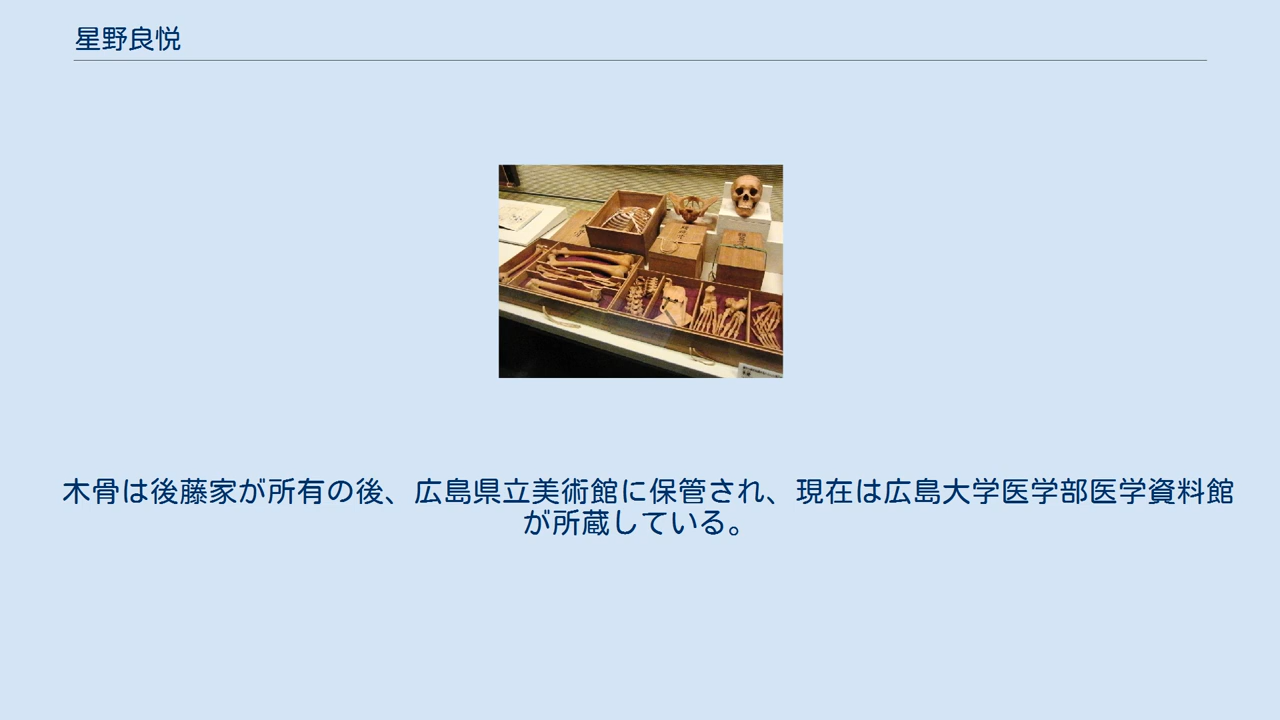 星野良悦
木骨は後藤家が所有の後、広島県立美術館に保管され、現在は広島大学医学部医学資料館
が所蔵している。